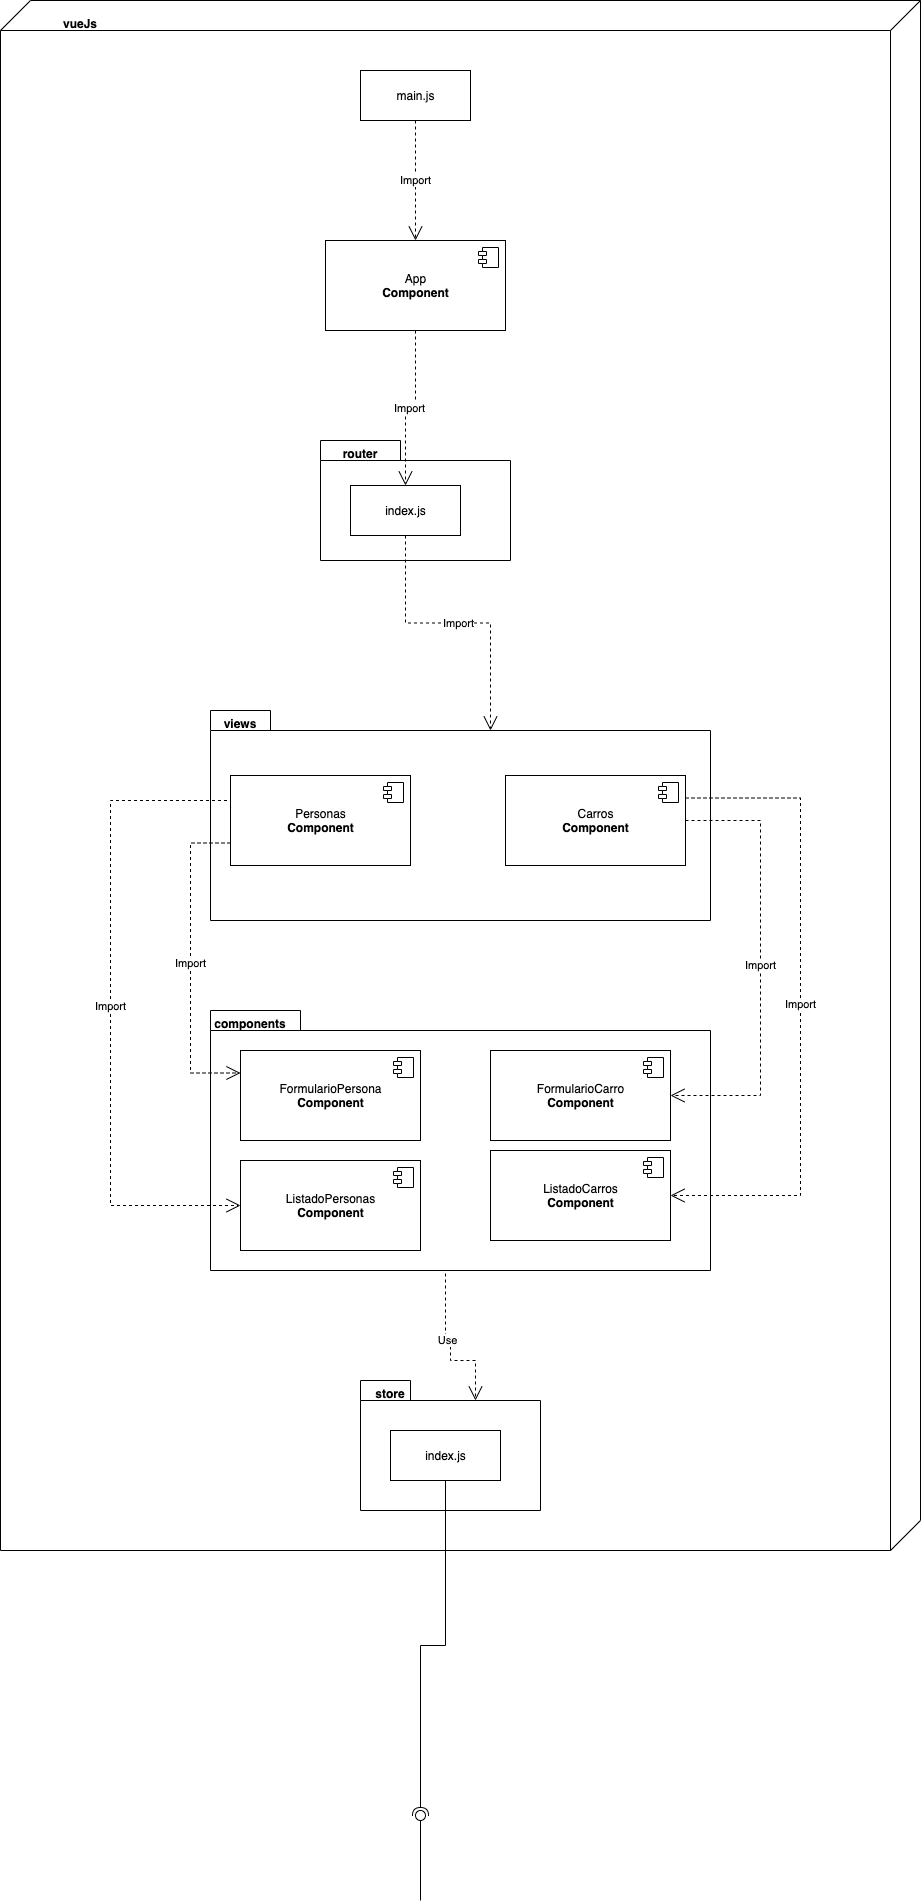 vueJs
main.js
Import
App
Component
Import
router
index.js
Import
views
Personas
Component
Carros
Component
Import
Import
Import
Import
components
FormularioPersona
Component
FormularioCarro
Component
ListadoPersonas
Component
ListadoCarros
Component
Use
store
index.js